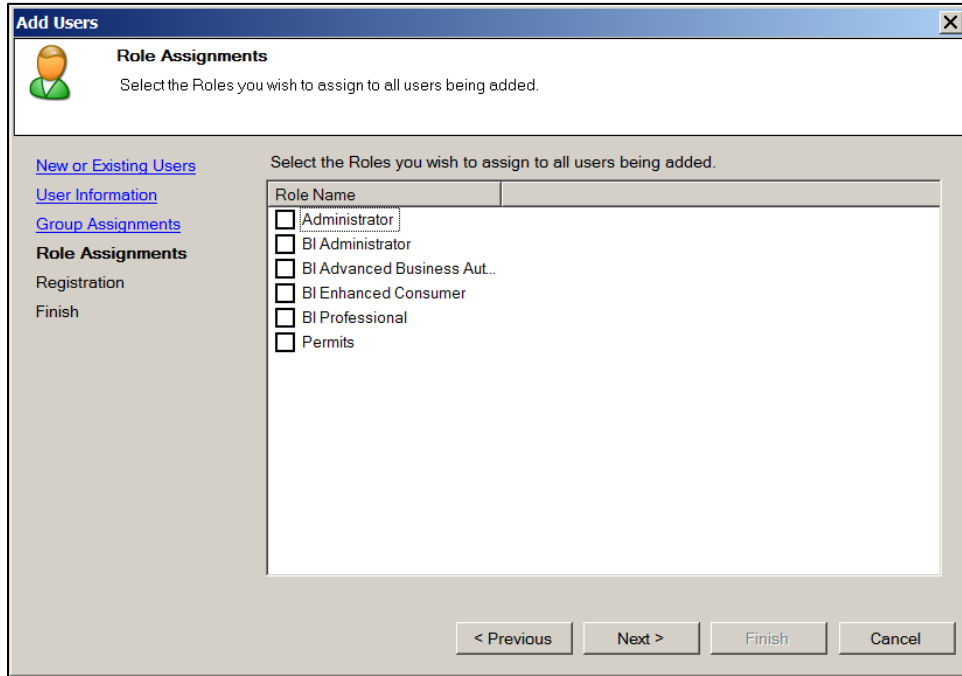 Add Users
Role Assignments
Select the Roles you wish to assign to all users being added.
New or Existing Users
User Information
Group Assignments
Role Assignments
Registration
Finish
Select the Roles you wish to assign to all users being added.
Role Name
Administrator
BI Administrator
BI Advanced Business Aut...
BI Enhanced Consumer
BI Professional
Permits
< Previous
Next >
Finish
Cancel